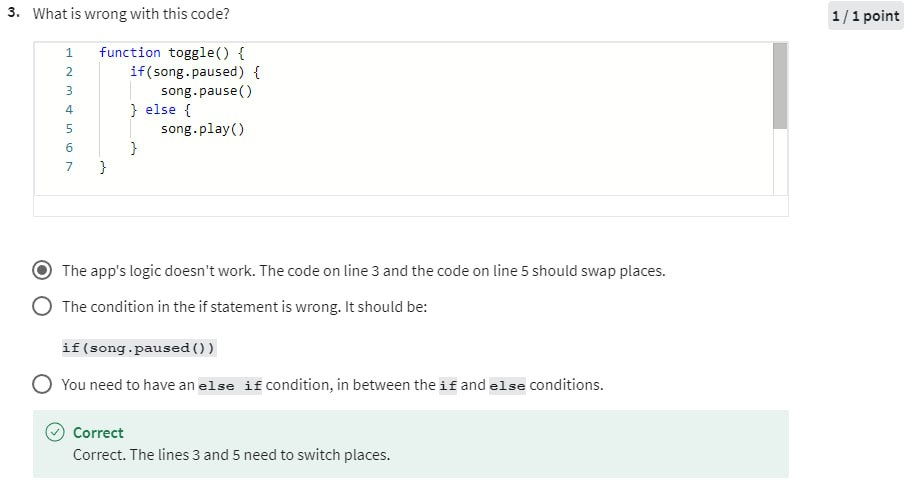 3. What is wrong with this code?
1 / 1 point
1 function toggle() {
2 if(song.paused) {
3 song.pause()
4 } else {
5 song.play()
6 }
7 }
The app's logic doesn't work. The code on line 3 and the code on line 5 should swap places.
The condition in the if statement is wrong. It should be:
if(song.paused())
You need to have an else if condition, in between the if and else conditions.
Correct
Correct. The lines 3 and 5 need to switch places.